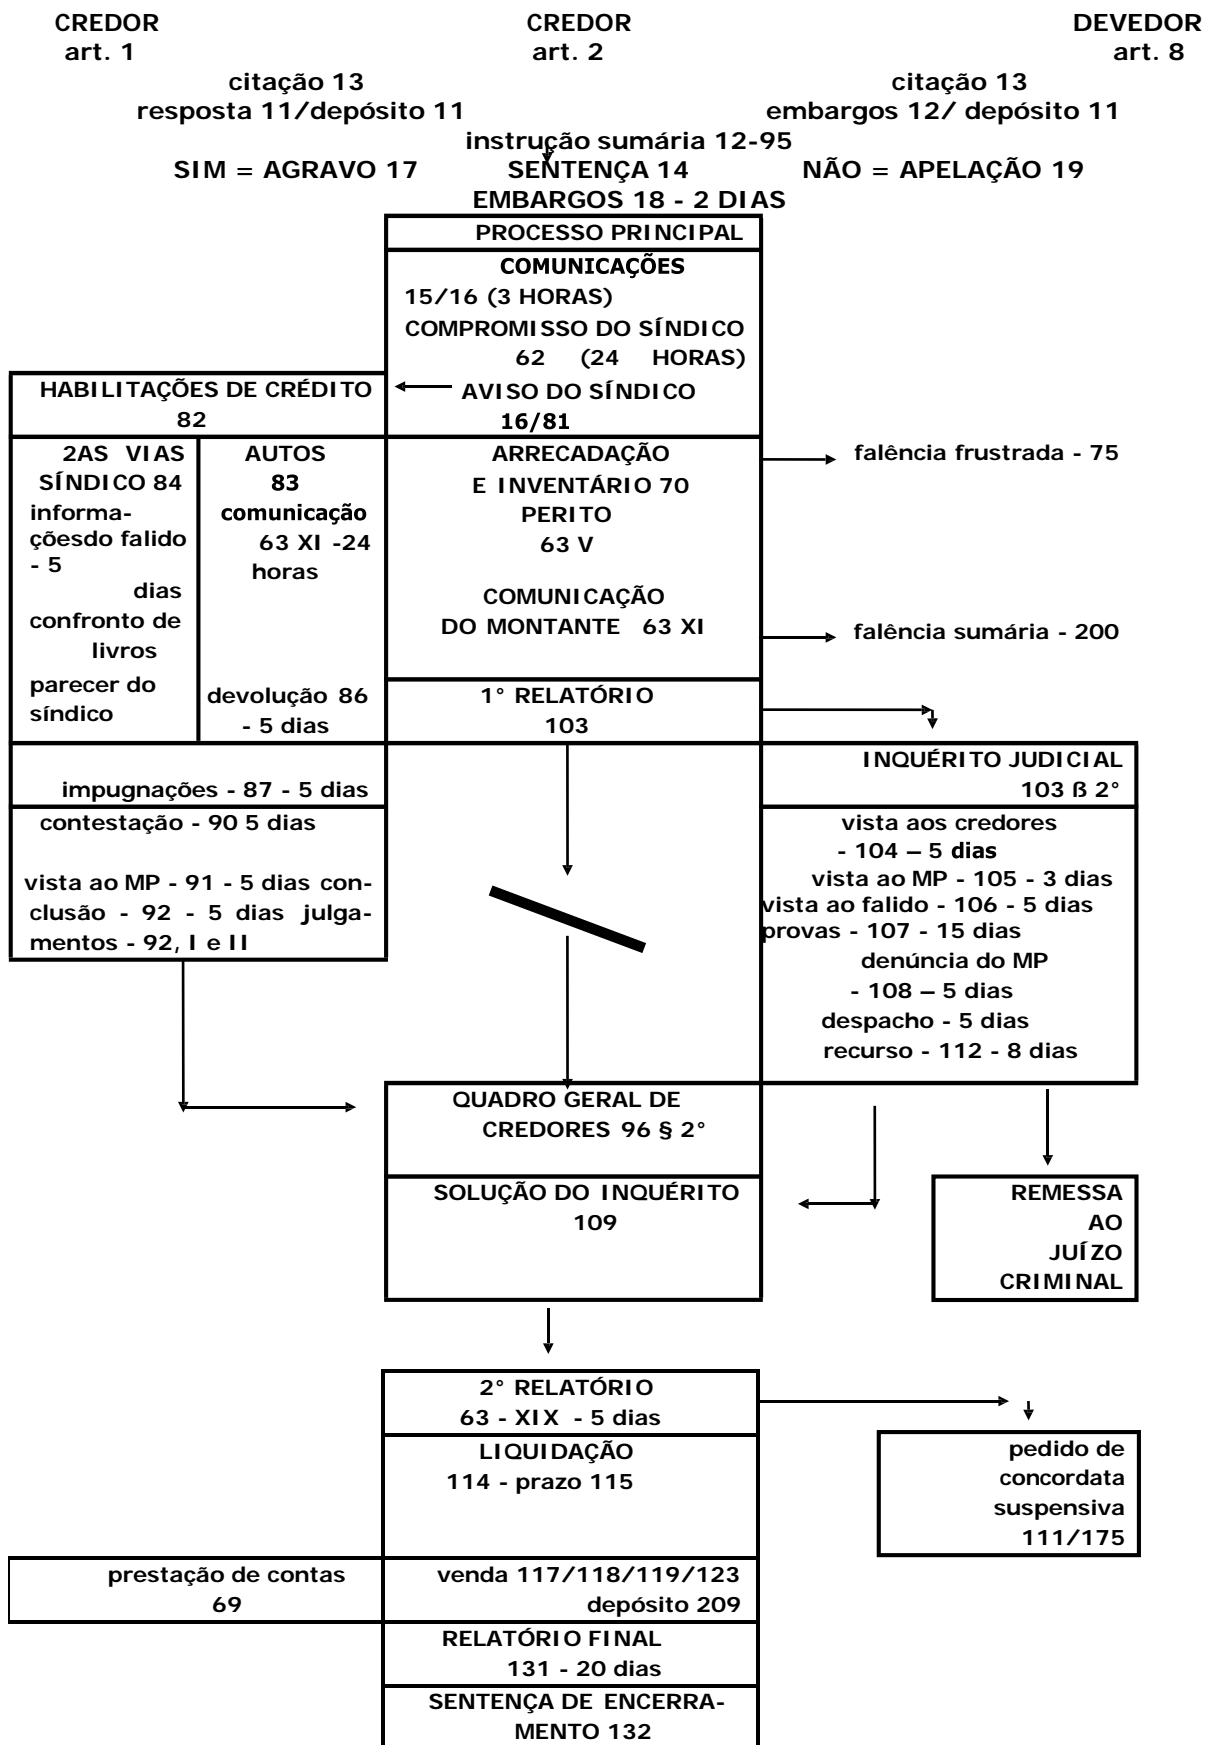 CREDOR
art. 1
CREDOR
art. 2
DEVEDOR
art. 8
citação 13
resposta 11/depósito 11
citação 13
embargos 12/ depósito 11
instrução sumária 12-95
SIM = AGRAVO 17
SENTENÇA 14
NÃO = APELAÇÃO 19
EMBARGOS 18 - 2 DIAS
PROCESSO PRINCIPAL
COMUNICAÇÕES
15/16 (3 HORAS)
COMPROMISSO DO SÍNDICO
62 (24 HORAS)
AVISO DO SÍNDICO
16/81
HABILITAÇÕES DE CRÉDITO
82
2AS VIAS
SÍNDICO 84
informa-
çõesdo falido
- 5
dias
confronto de
livros
parecer do
síndico
AUTOS
83
comunicação
63 XI -24
horas
devolução 86
- 5 dias
ARRECADAÇÃO
E INVENTÁRIO 70
PERITO
63 V
COMUNICAÇÃO
DO MONTANTE 63 XI
falência frustrada - 75
falência sumária - 200
1° RELATÓRIO
103
impugnações - 87 - 5 dias
contestação - 90 5 dias
vista ao MP - 91 - 5 dias con-
clusão - 92 - 5 dias julga-
mentos - 92, I e II
INQUÉRITO JUDICIAL
103 ß 2°
vista aos credores
- 104 – 5 dias
vista ao MP - 105 - 3 dias
vista ao falido - 106 - 5 dias
provas - 107 - 15 dias
denúncia do MP
- 108 – 5 dias
despacho - 5 dias
recurso - 112 - 8 dias
QUADRO GERAL DE
CREDORES 96 § 2°
SOLUÇÃO DO INQUÉRITO
109
REMESSA
AO
JUÍZO
CRIMINAL
2° RELATÓRIO
63 - XIX - 5 dias
LIQUIDAÇÃO
114 - prazo 115
pedido de
concordata
suspensiva
111/175
prestação de contas
69
venda 117/118/119/123
depósito 209
RELATÓRIO FINAL
131 - 20 dias
SENTENÇA DE ENCERRA-
MENTO 132